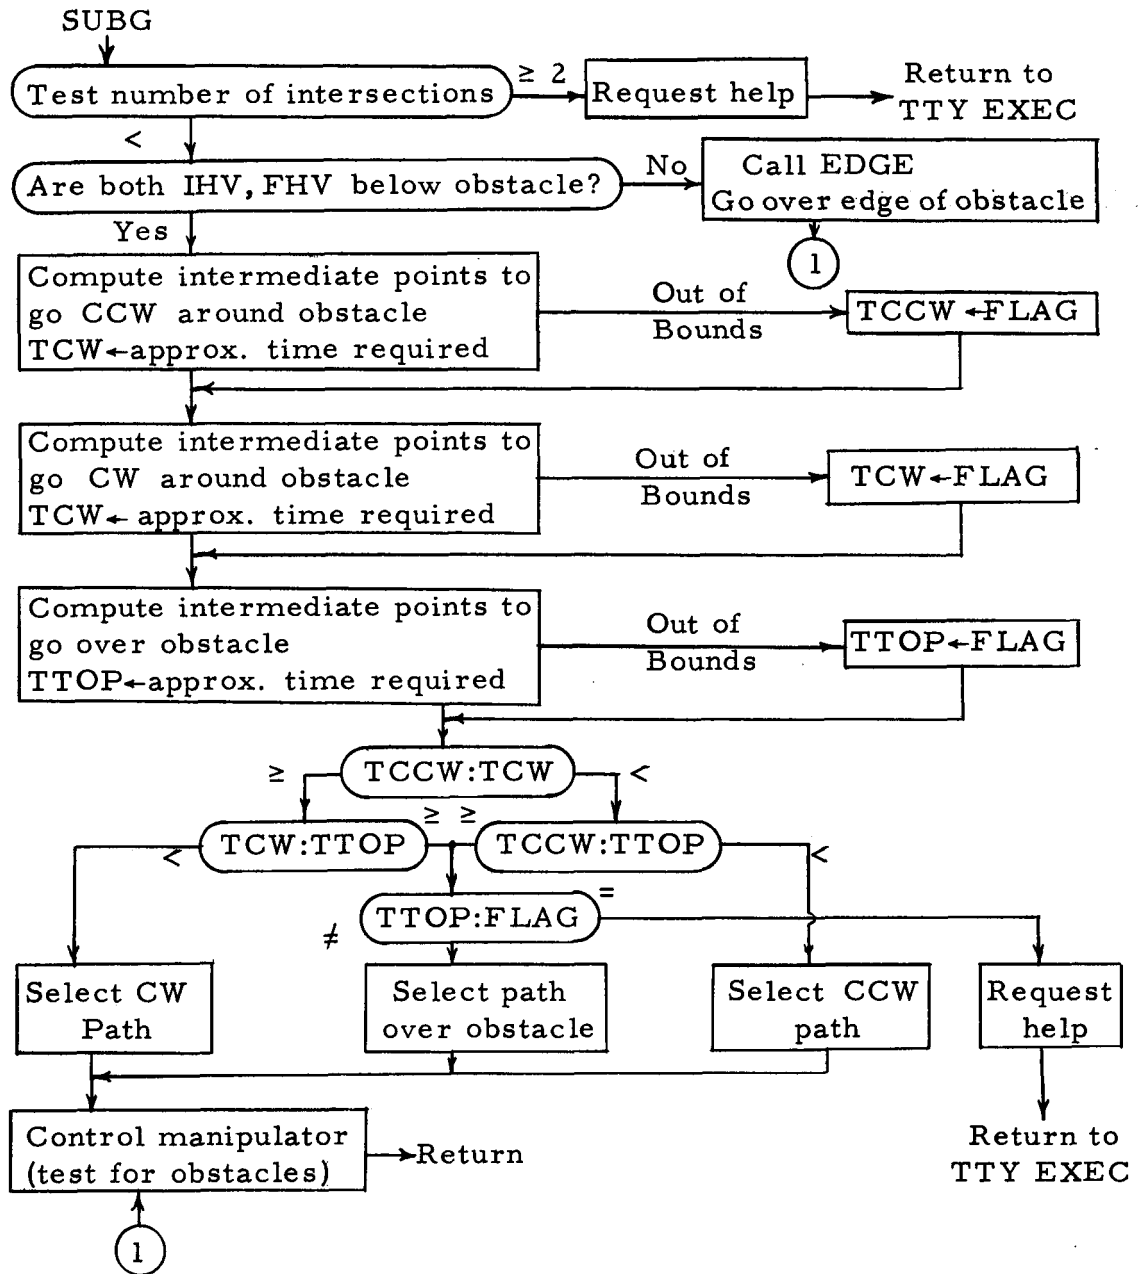 SUBG
Test number of intersections
≥ 2
Request help
Return to
TTY EXEC
<
Are both IHV, FHV below obstacle?
No
Call EDGE
Go over edge of obstacle
Yes
1
Compute intermediate points to
go CCW around obstacle
TCW←approx. time required
Out of
Bounds
TCCW←FLAG
Compute intermediate points to
go CW around obstacle
TCW← approx. time required
Out of
Bounds
TCW←FLAG
Compute intermediate points to
go over obstacle
TTOP←approx. time required
Out of
Bounds
TTOP←FLAG
≥
TCCW:TCW
<
≥ ≥
<
TCW:TTOP
TCCW:TTOP
<
≠
TTOP:FLAG
=
Select CW
Path
Select path
over obstacle
Select CCW
path
Request
help
Control manipulator
(test for obstacles)
Return
Return to
TTY EXEC
1